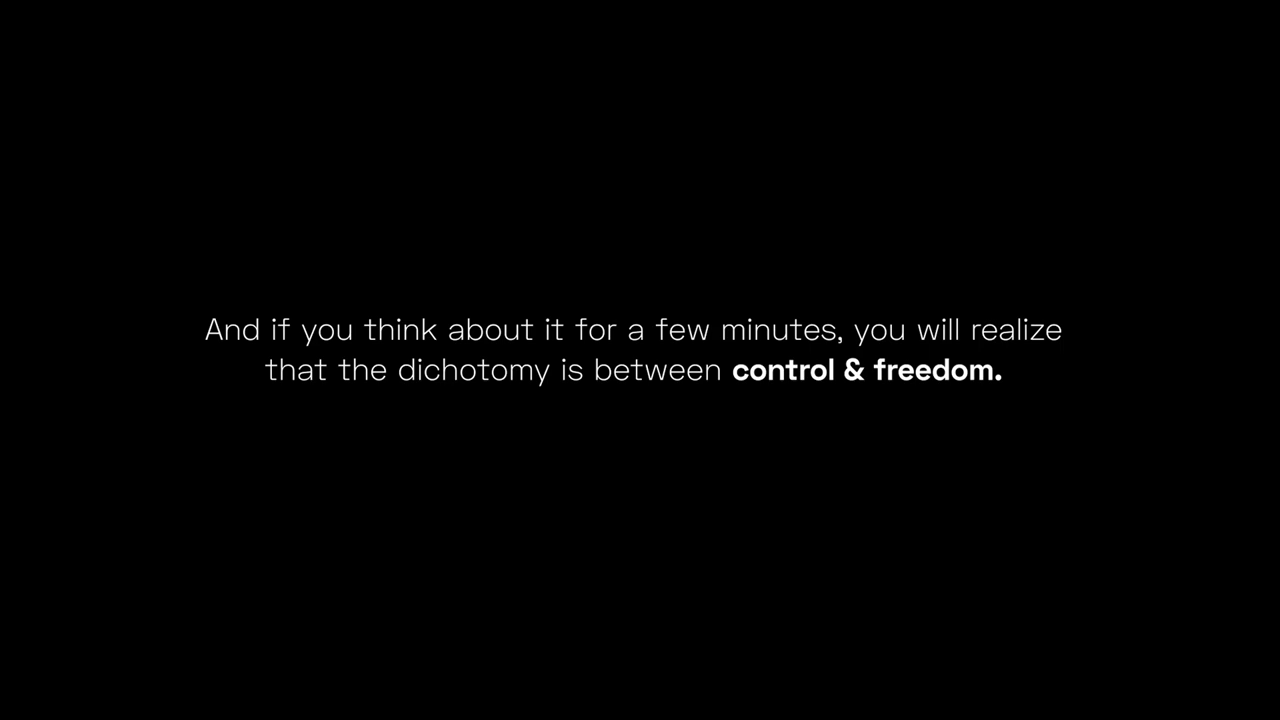 And if you think about it for a few minutes, you will realize
that the dichotomy is between control & freedom.